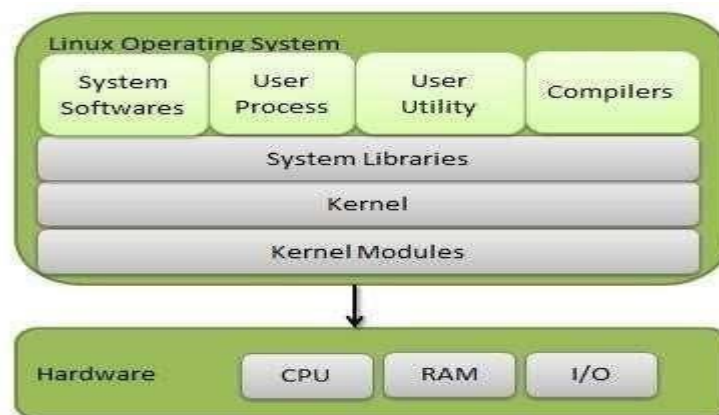 Linux Operating System
System
Softwares
User
Process
User
Utility
Compilers
System Libraries
Kernel
Kernel Modules
Hardware
CPU
RAM
I/O